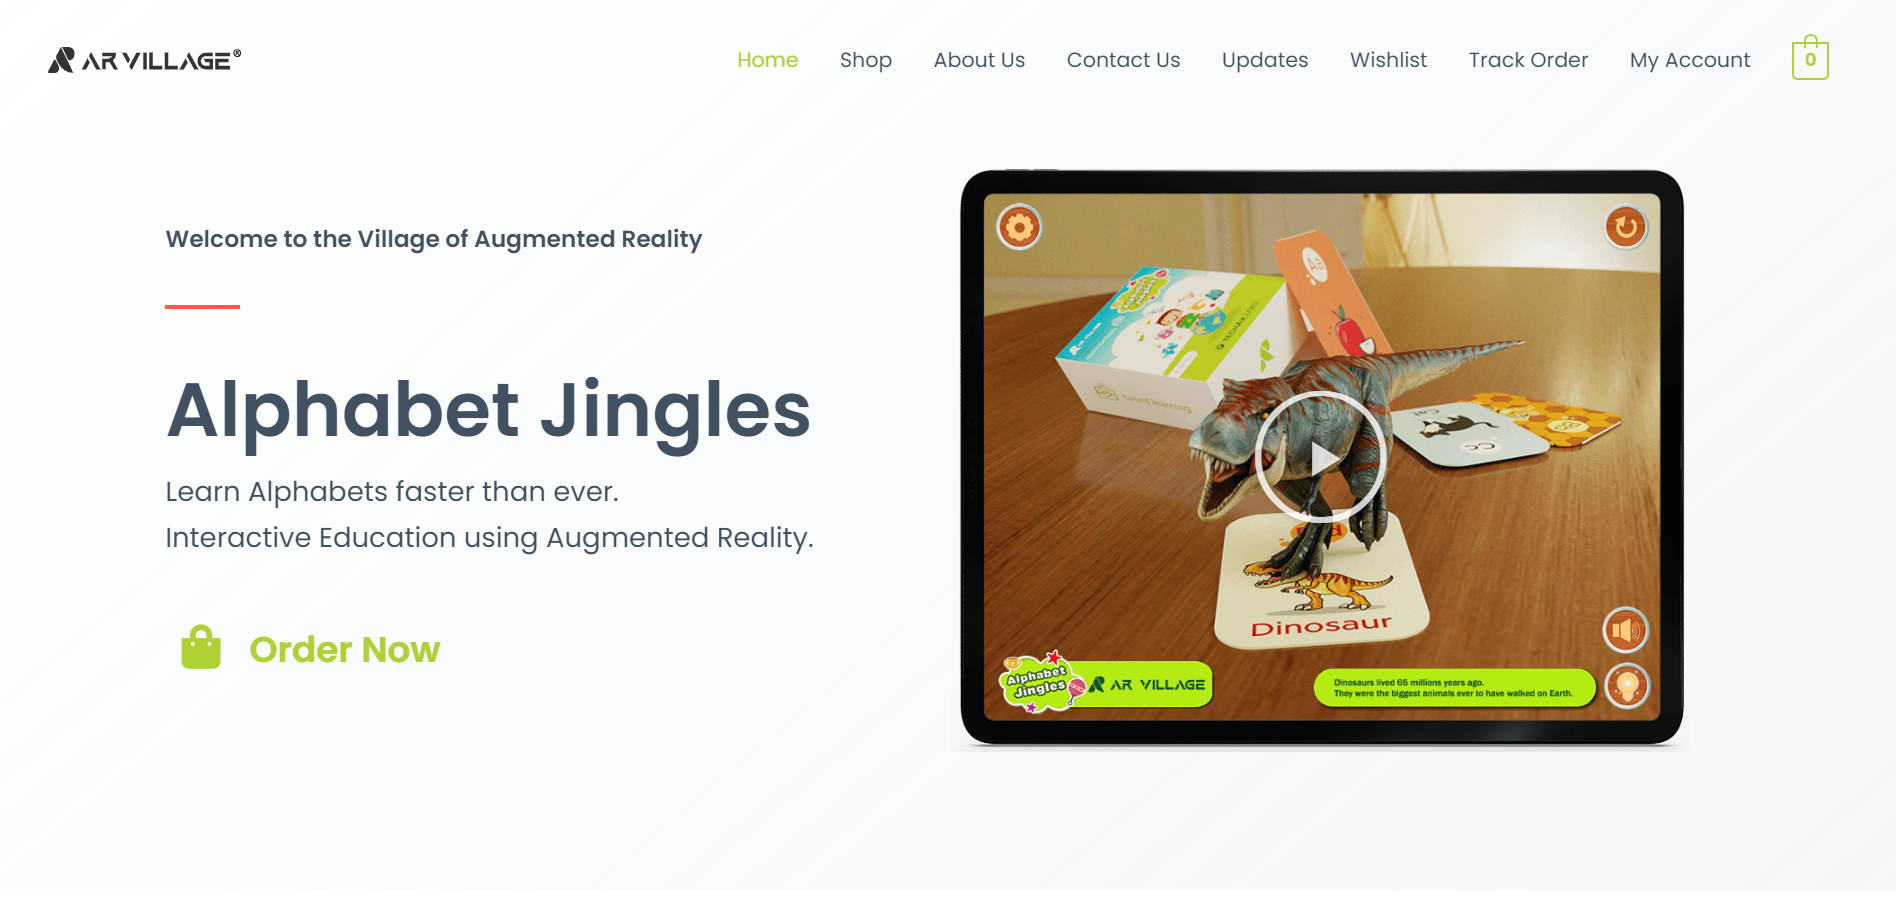 AR VILLAGE®
Home Shop About Us Contact Us Updates Wishlist Track Order My Account 0
Welcome to the Village of Augmented Reality
Alphabet Jingles
Learn Alphabets faster than ever.
Interactive Education using Augmented Reality.
Order Now
based learning
Cat
Dinosaur
Alphabet
Jingles
AR VILLAGE
Dinosaurs lived 65 millions years ago.
They were the biggest animals ever to have walked on Earth.